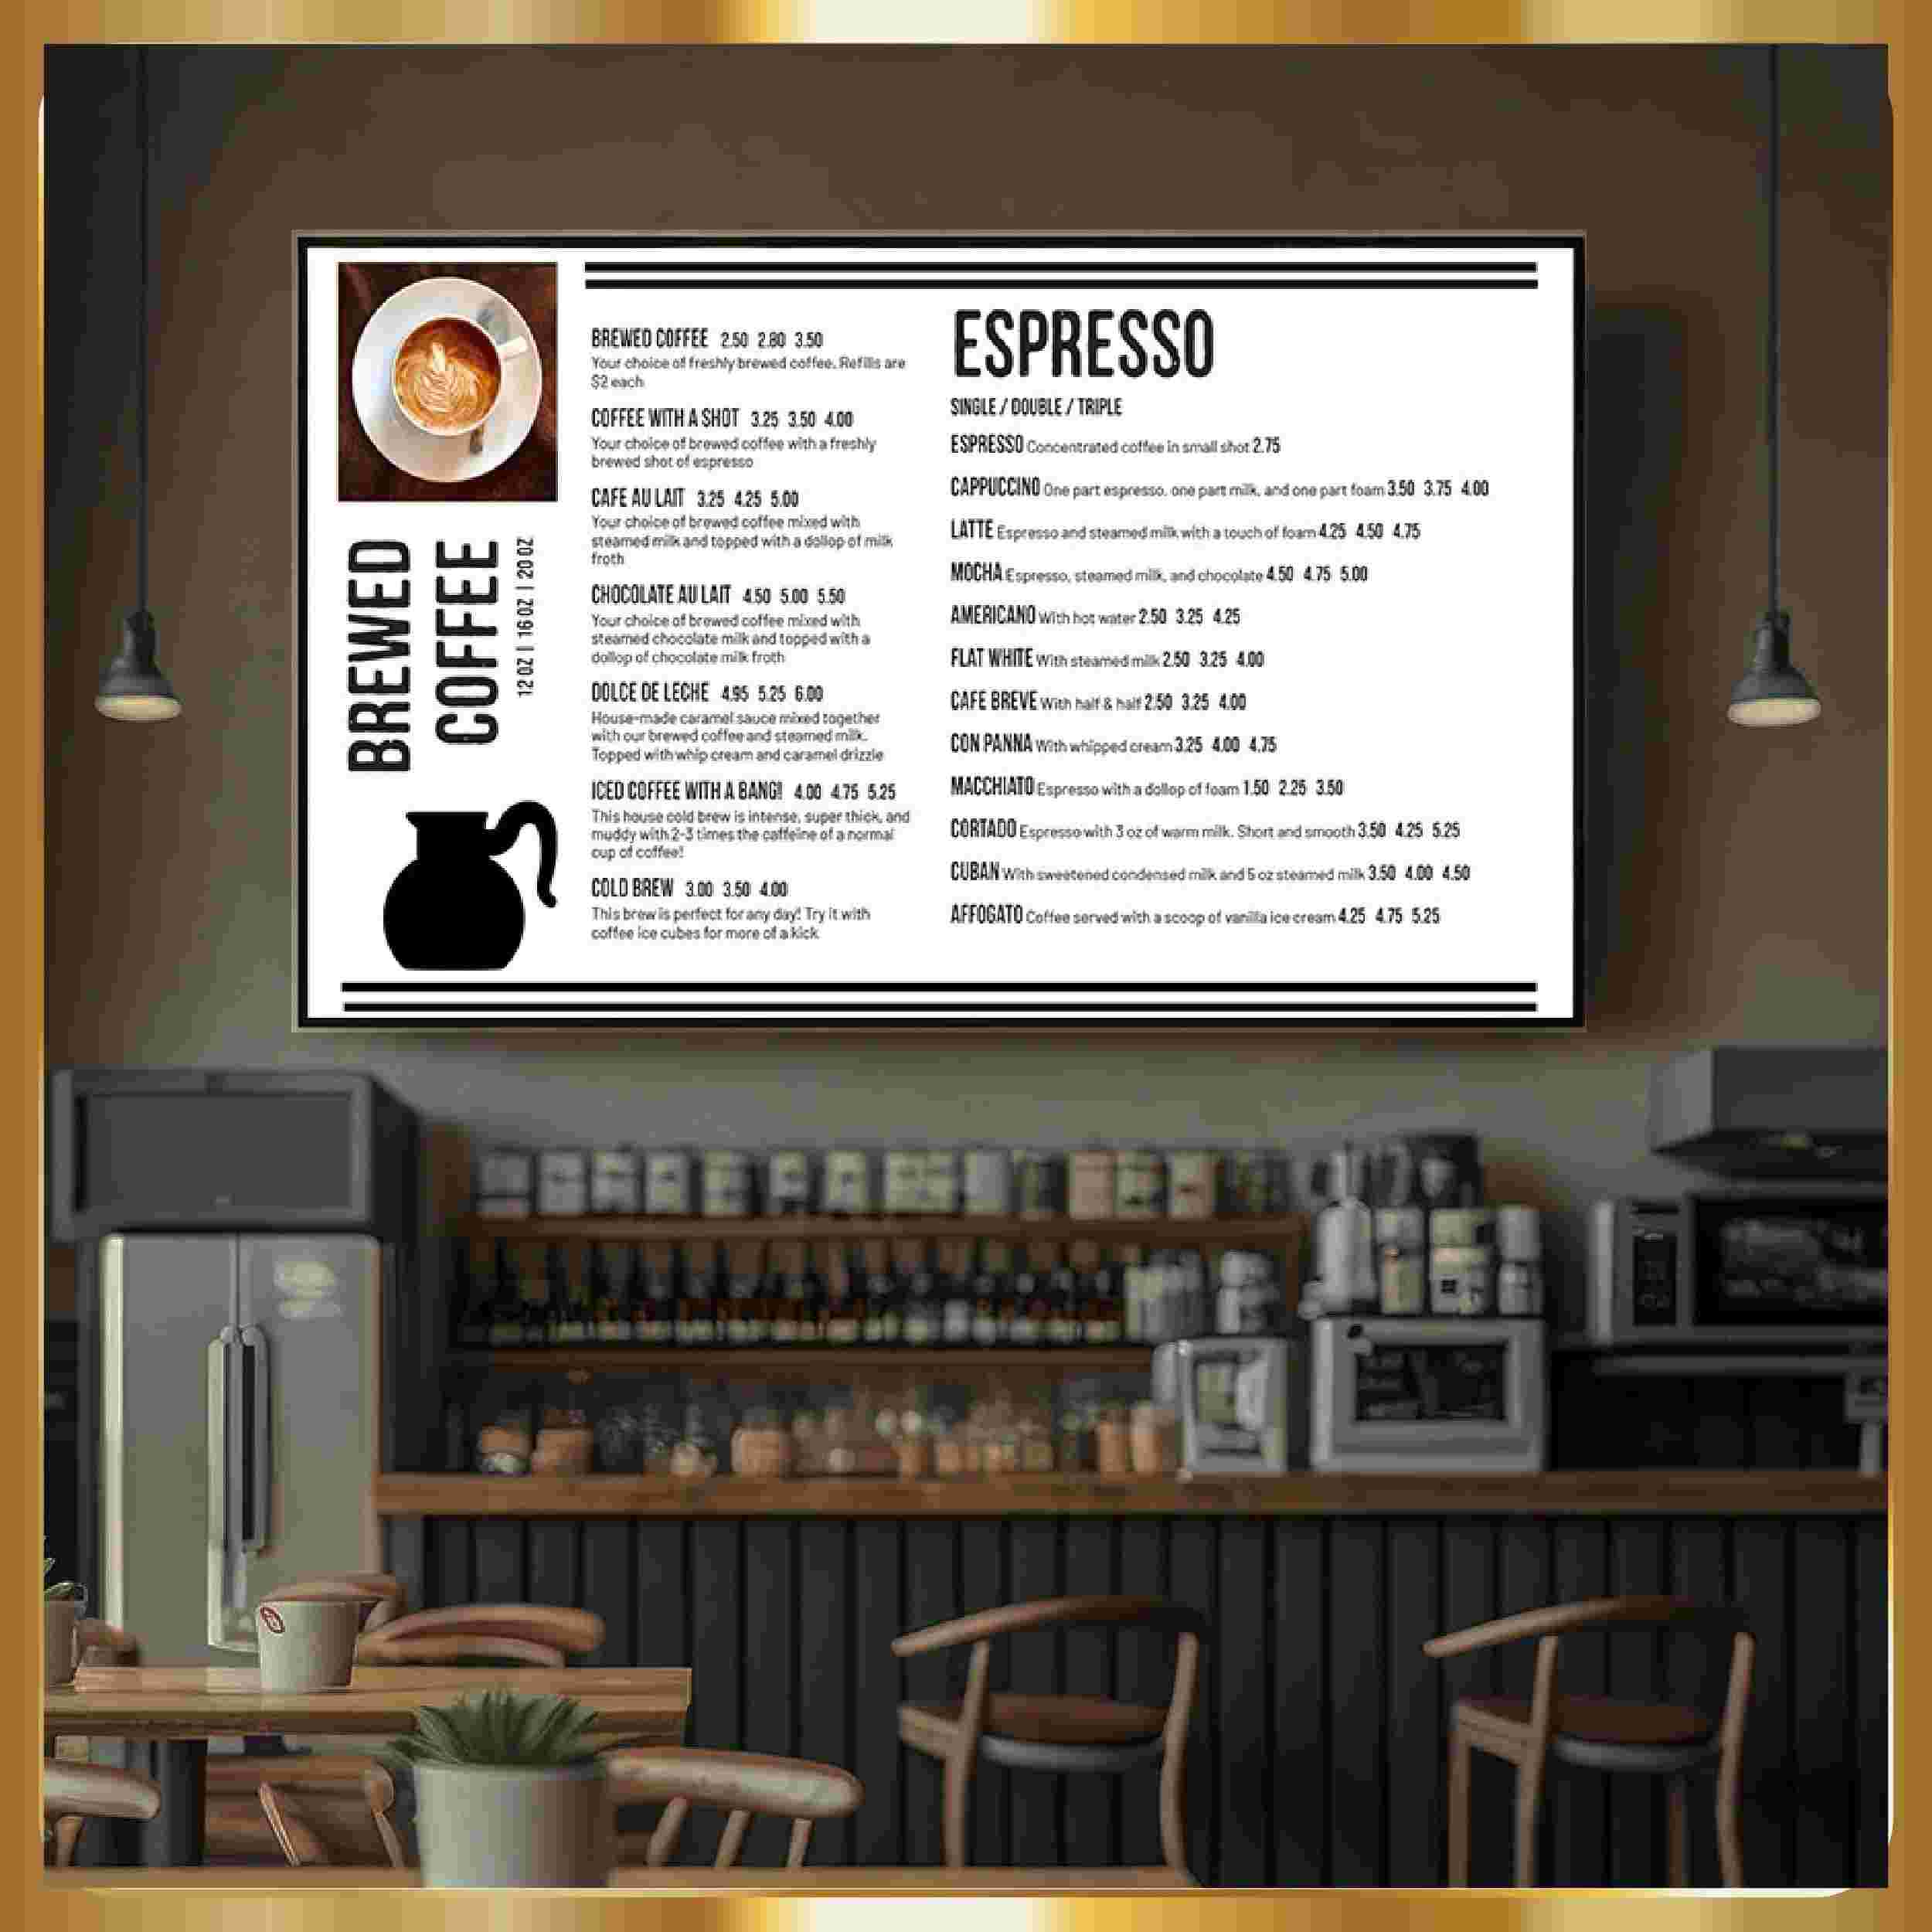 BREWED
COFFEE
12 OZ | 16 OZ | 20 OZ
BREWED COFFEE 2.50 2.80 3.50
Your choice of freshly brewed coffee. Refills are
$2 each
COFFEE WITH A SHOT 3.25 3.50 4.00
Your choice of brewed coffee with a freshly
brewed shot of espresso
CAFE AU LAIT 3.25 4.25 5.00
Your choice of brewed coffee mixed with
steamed milk and topped with a dollop of milk
froth
CHOCOLATE AU LAIT 4.50 5.00 5.50
Your choice of brewed coffee mixed with
steamed chocolate milk and topped with a
dollop of chocolate milk froth
DOLCE DE LECHE 4.95 5.25 6.00
House-made caramel sauce mixed together
with our brewed coffee and steamed milk.
Topped with whip cream and caramel drizzle
ICED COFFEE WITH A BANG! 4.00 4.75 5.25
This house cold brew is intense, super thick, and
muddy with 2-3 times the caffeine of a normal
cup of coffee!
COLD BREW 3.00 3.50 4.00
This brew is perfect for any day! Try it with
coffee ice cubes for more of a kick
ESPRESSO
SINGLE / DOUBLE / TRIPLE
ESPRESSO Concentrated coffee in small shot 2.75
CAPPUCCINO One part espresso, one part milk, and one part foam 3.50 3.75 4.00
LATTE Espresso and steamed milk with a touch of foam 4.25 4.50 4.75
MOCHA Espresso, steamed milk, and chocolate 4.50 4.75 5.00
AMERICANO With hot water 2.50 3.25 4.25
FLAT WHITE With steamed milk 2.50 3.25 4.00
CAFE BREVE With half & half 2.50 3.25 4.00
CON PANNA With whipped cream 3.25 4.00 4.75
MACCHIATO Espresso with a dollop of foam 1.50 2.25 3.50
CORTADO Espresso with 3 oz of warm milk. Short and smooth 3.50 4.25 5.25
CUBAN With sweetened condensed milk and 5 oz steamed milk 3.50 4.00 4.50
AFFOGATO Coffee served with a scoop of vanilla ice cream 4.25 4.75 5.25